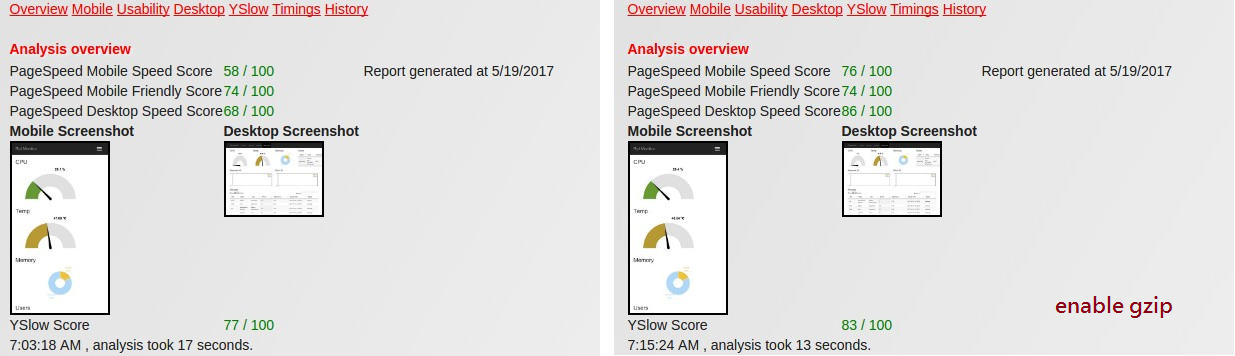 Overview Mobile Usability Desktop YSlow Timings History
Analysis overview
PageSpeed Mobile Speed Score 58 / 100 Report generated at 5/19/2017
PageSpeed Mobile Friendly Score 74 / 100
PageSpeed Desktop Speed Score 68 / 100
Mobile Screenshot Desktop Screenshot
CPU
Temp
Memory
Users
YSlow Score 77 / 100
7:03:18 AM , analysis took 17 seconds.
Overview Mobile Usability Desktop YSlow Timings History
Analysis overview
PageSpeed Mobile Speed Score 76 / 100 Report generated at 5/19/2017
PageSpeed Mobile Friendly Score 74 / 100
PageSpeed Desktop Speed Score 86 / 100
Mobile Screenshot Desktop Screenshot
CPU
Temp
Memory
Users
enable gzip
YSlow Score 83 / 100
7:15:24 AM , analysis took 13 seconds.